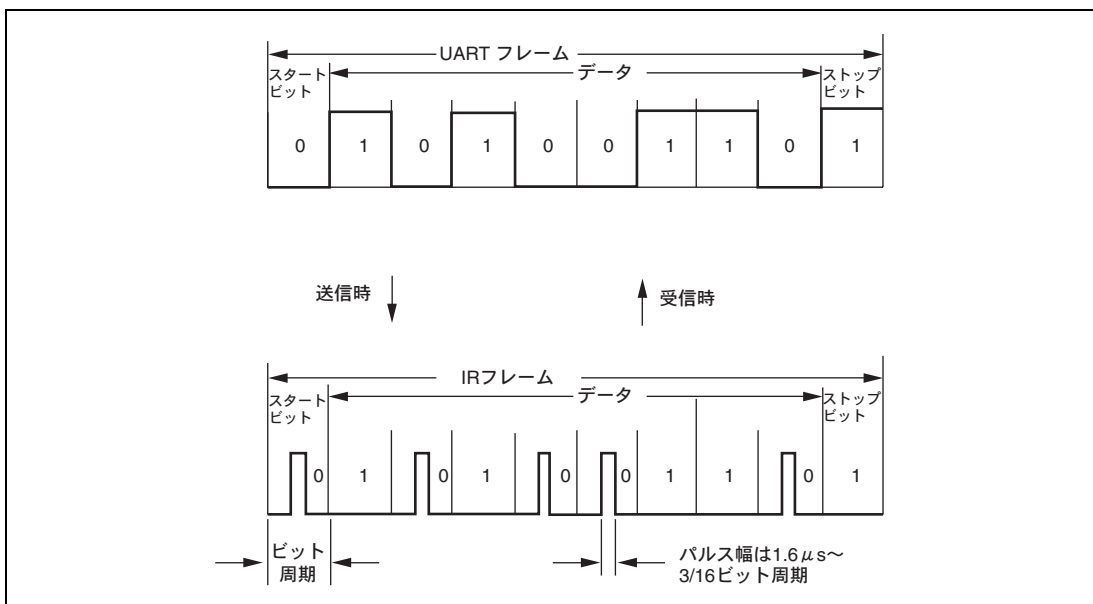 UART フレーム
スタート
ビット
データ
ストップ
ビット
0 1 0 1 0 0 1 1 0 1
送信時
受信時
IRフレーム
スタート
ビット
データ
ストップ
ビット
0 1 0 1 0 0 1 1 0 1
ビット
周期
パルス幅は1.6μs～
3/16ビット周期